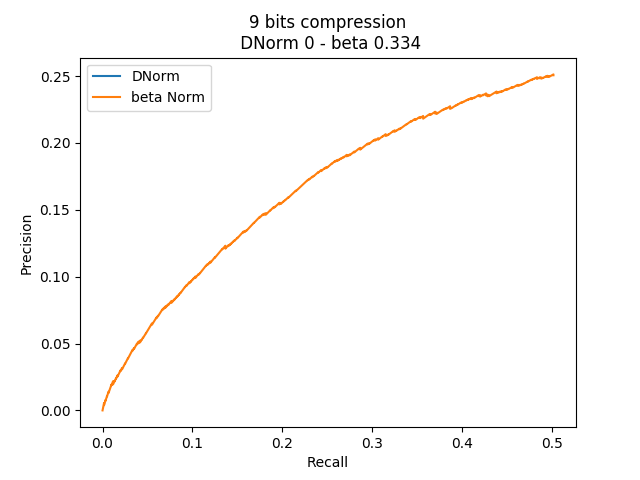 9 bits compression
DNorm 0 - beta 0.334
DNorm
beta Norm
0.25
0.20
0.15
0.10
0.05
0.00
Precision
0.0 0.1 0.2 0.3 0.4 0.5
Recall